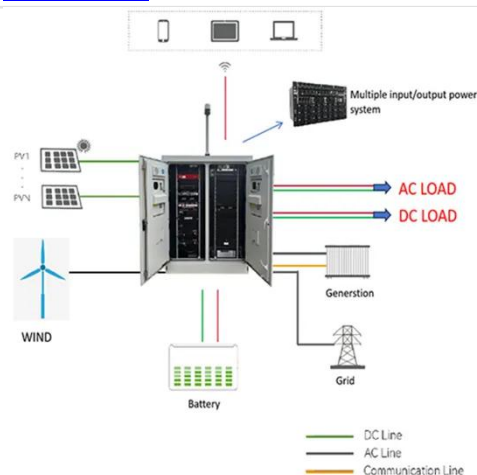 Multiple input/output power
system
PV1
PVN
AC LOAD
DC LOAD
Generstion
WIND
Grid
Battery
DC Line
AC Line
Communication Line